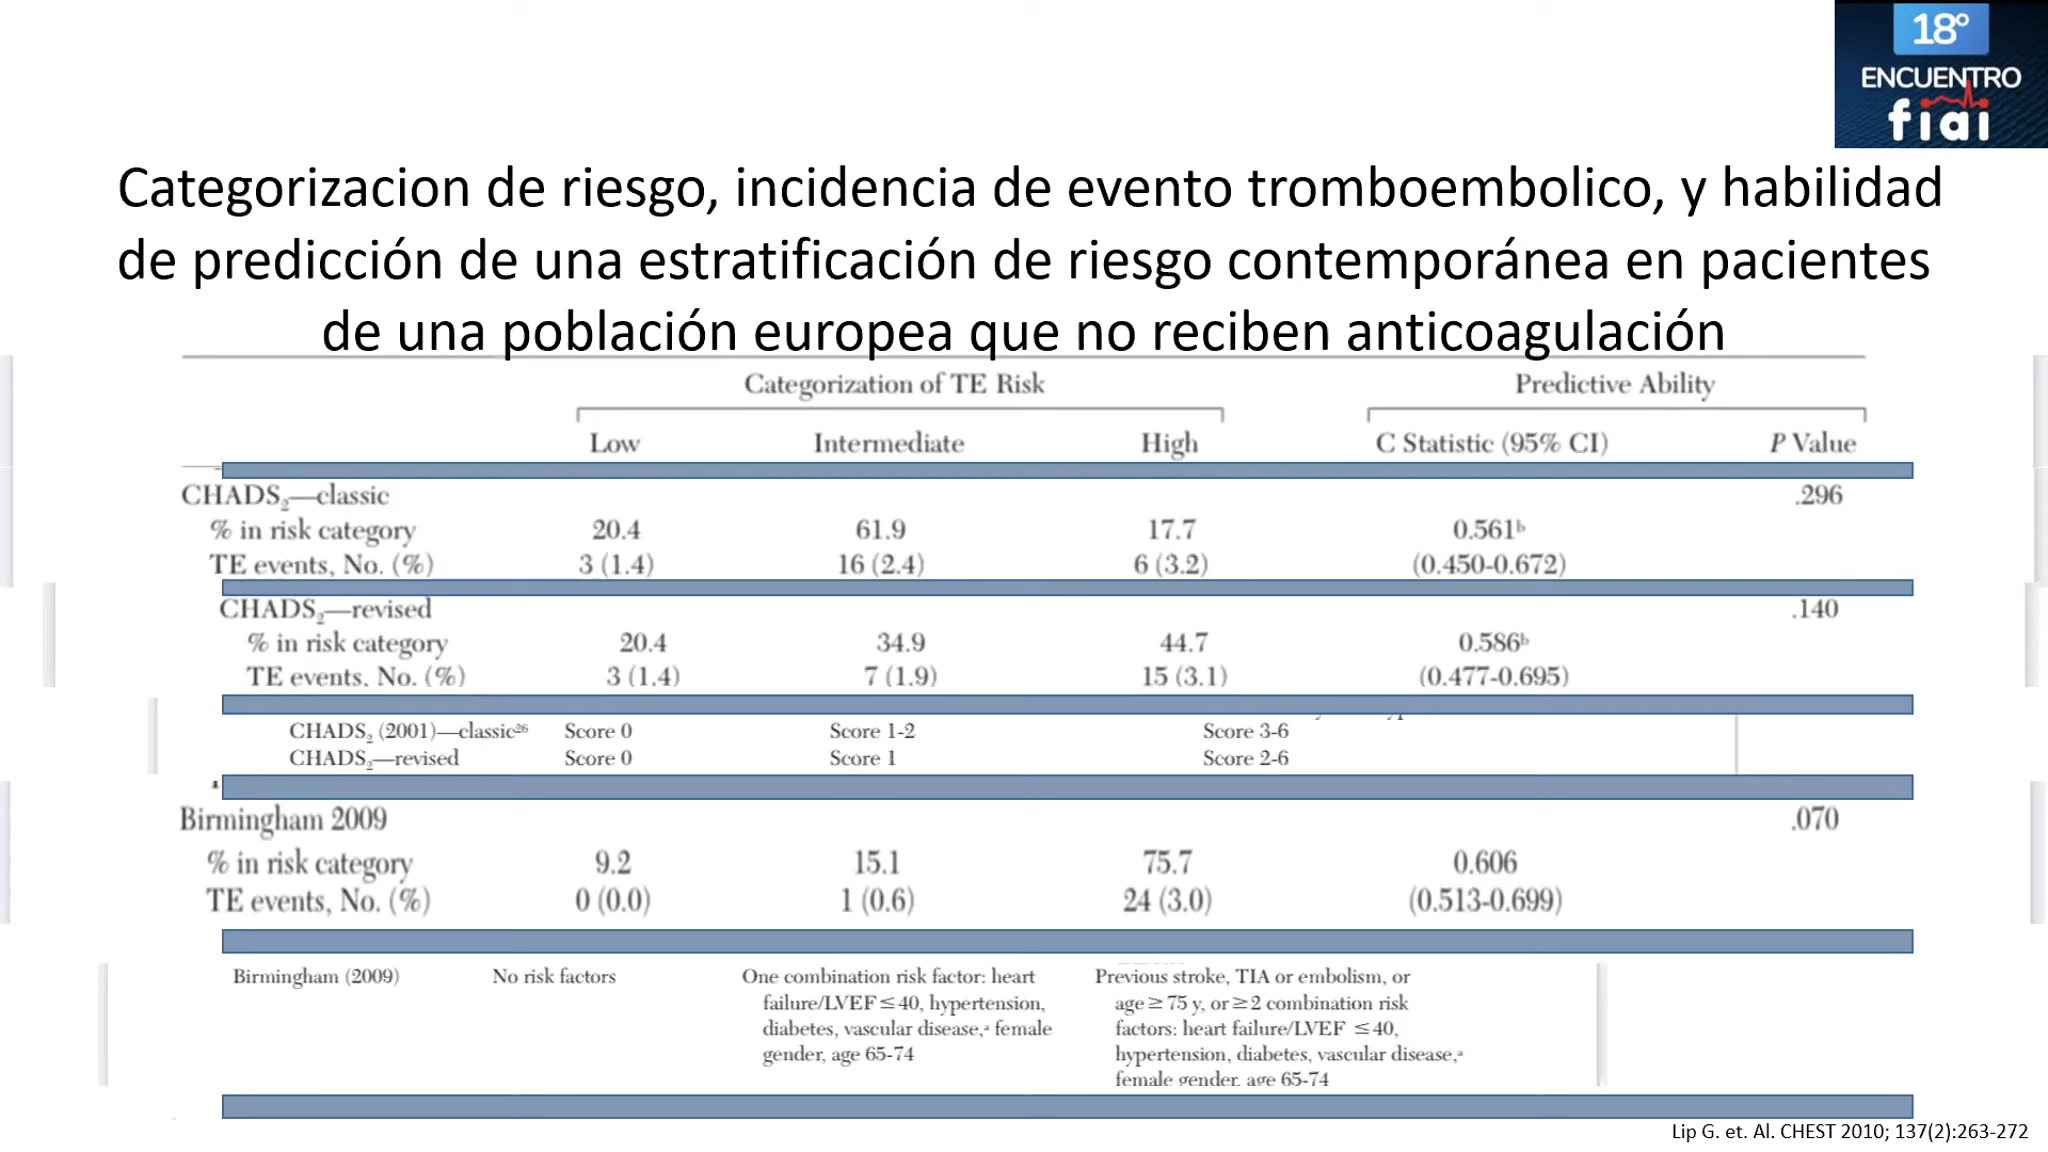 18º
ENCUENTRO
fiai
Categorizacion de riesgo, incidencia de evento tromboembolico, y habilidad
de predicción de una estratificación de riesgo contemporánea en pacientes
de una población europea que no reciben anticoagulación
Categorization of TE Risk Predictive Ability
Low Intermediate High C Statistic (95% CI) P Value
CHADS₂—classic .296
% in risk category 20.4 61.9 17.7 0.561ᵇ
TE events, No. (%) 3 (1.4) 16 (2.4) 6 (3.2) (0.450-0.672)
CHADS₂—revised .140
% in risk category 20.4 34.9 44.7 0.586ᵇ
TE events, No. (%) 3 (1.4) 7 (1.9) 15 (3.1) (0.477-0.695)
CHADS₂ (2001)—classic²⁶ Score 0 Score 1-2 Score 3-6
CHADS₂—revised Score 0 Score 1 Score 2-6
Birmingham 2009 .070
% in risk category 9.2 15.1 75.7 0.606
TE events, No. (%) 0 (0.0) 1 (0.6) 24 (3.0) (0.513-0.699)
Birmingham (2009) No risk factors One combination risk factor: heart Previous stroke, TIA or embolism, or
failure/LVEF ≤ 40, hypertension, age ≥ 75 y, or ≥ 2 combination risk
diabetes, vascular disease,ᵃ female factors: heart failure/LVEF ≤ 40,
gender, age 65-74 hypertension, diabetes, vascular disease,ᵃ
female gender, age 65-74
Lip G. et. Al. CHEST 2010; 137(2):263-272